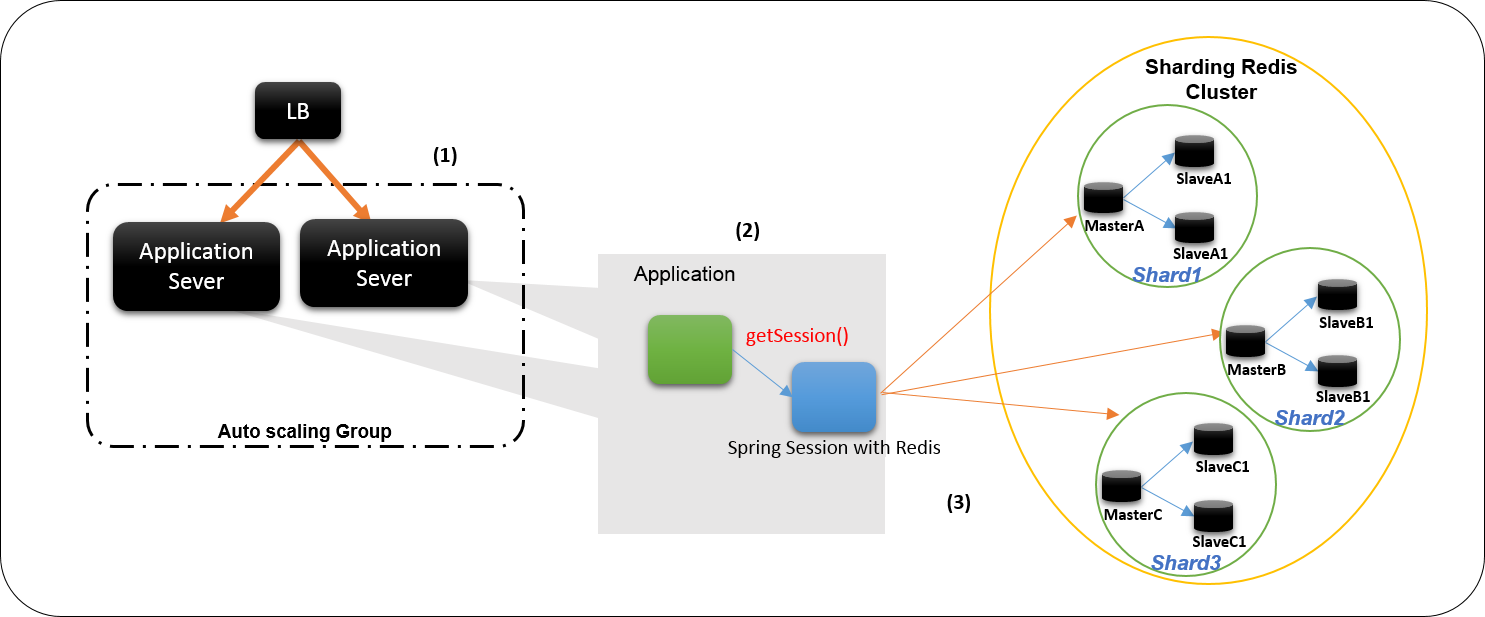 LB
(1)
Application
Sever
Application
Sever
Auto scaling Group
(2)
Application
getSession()
Spring Session with Redis
(3)
Sharding Redis
Cluster
SlaveA1
MasterA
SlaveA1
Shard1
SlaveB1
MasterB
SlaveB1
Shard2
SlaveC1
MasterC
SlaveC1
Shard3